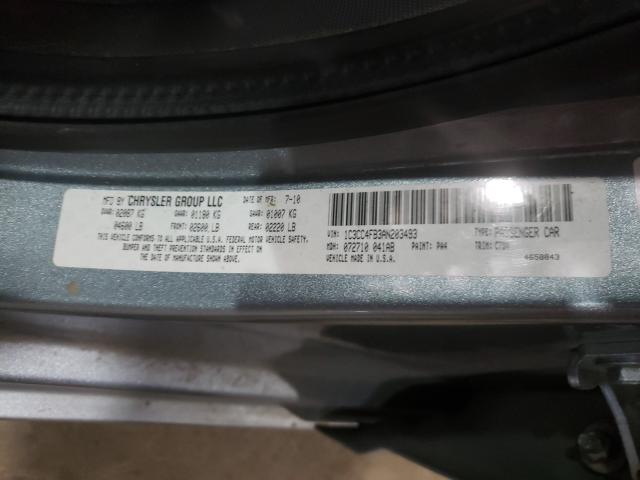 MFD BY CHRYSLER GROUP LLC DATE OF MFR 7-10
GVWR: 02087 KG GAWR: 01180 KG GAWR: 01007 KG
04600 LB FRONT: 02600 LB REAR: 02220 LB
THIS VEHICLE CONFORMS TO ALL APPLICABLE U.S.A. FEDERAL MOTOR VEHICLE SAFETY,
BUMPER AND THEFT PREVENTION STANDARDS IN EFFECT ON
THE DATE OF MANUFACTURE SHOWN ABOVE.
VIN: 1C3CC4FB3AN203493 TYPE: PASSENGER CAR
MDH: 072710 041AB PAINT: PA4 TRIM:
VEHICLE MADE IN U.S.A. 4658843